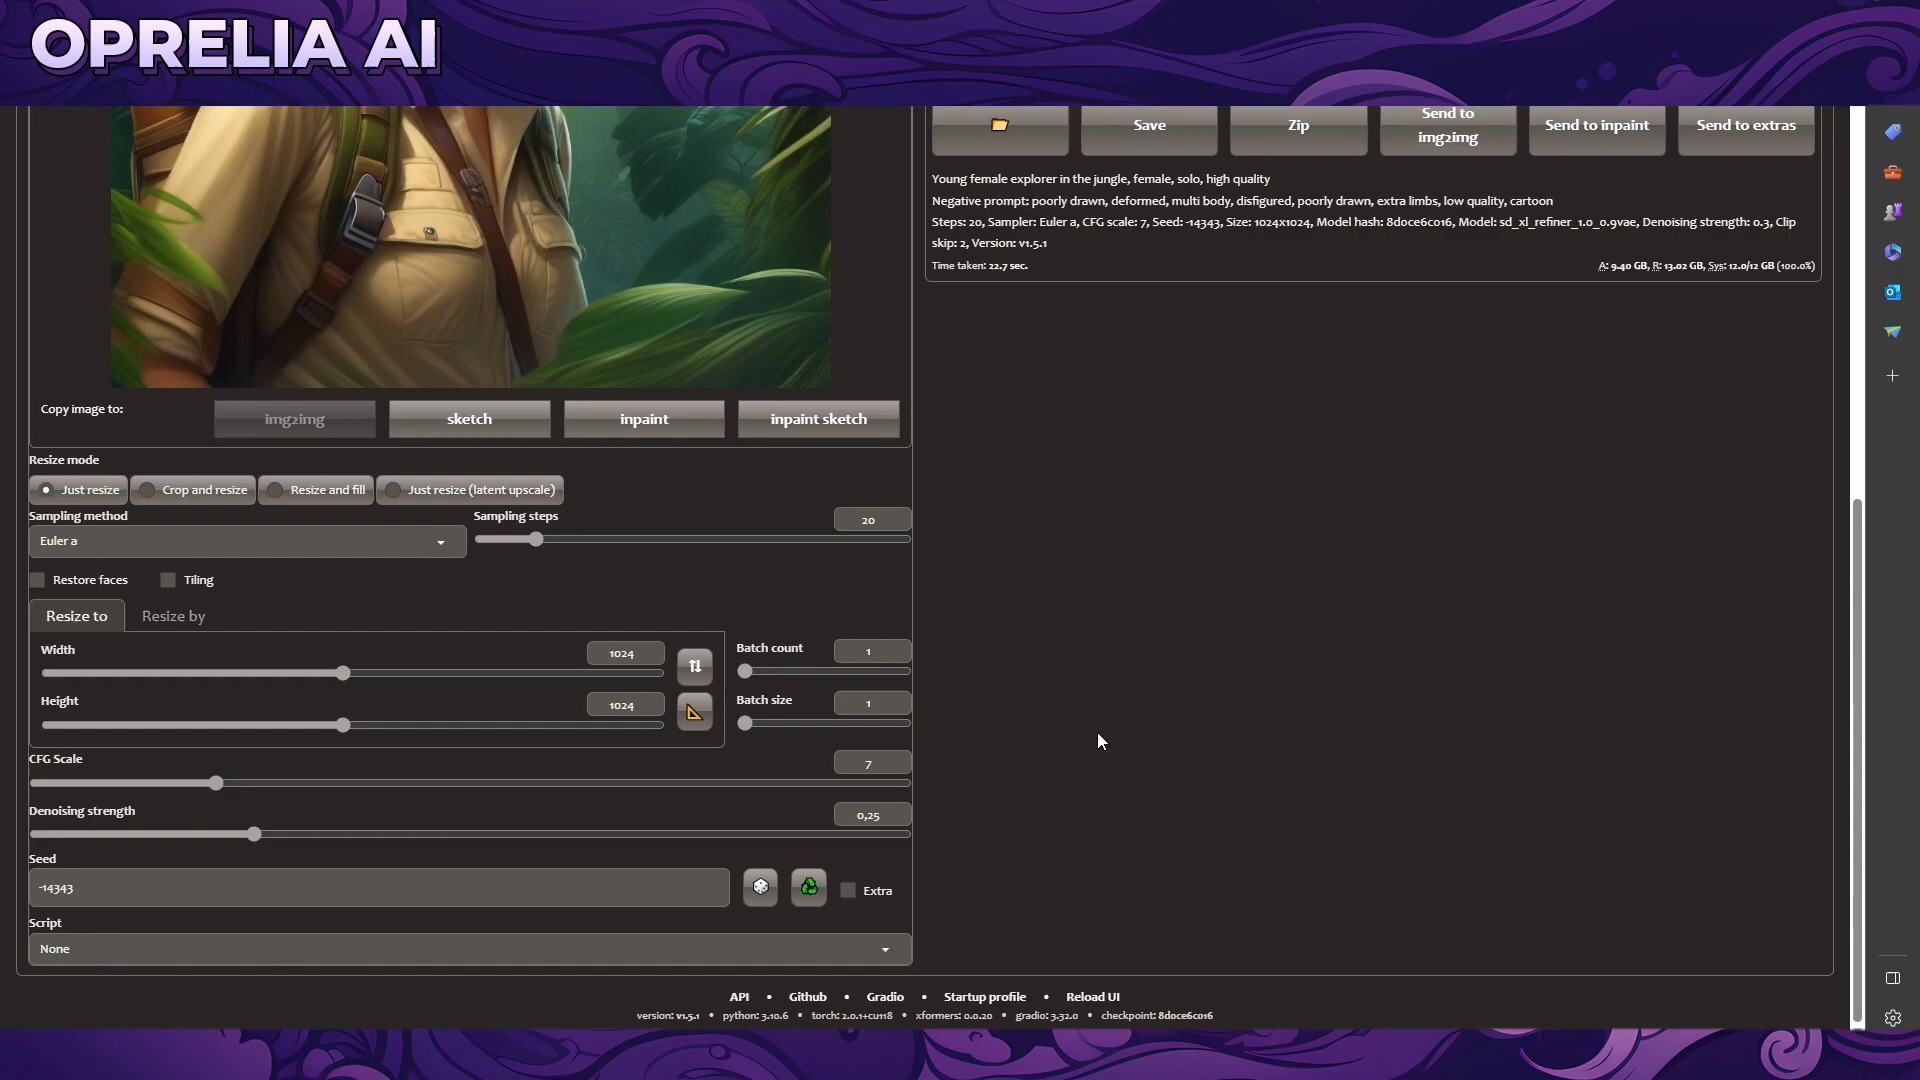 OPRELIA AI
Save
Zip
Send to
img2img
Send to inpaint
Send to extras
Young female explorer in the jungle, female, solo, high quality
Negative prompt: poorly drawn, deformed, multi body, disfigured, poorly drawn, extra limbs, low quality, cartoon
Steps: 20, Sampler: Euler a, CFG scale: 7, Seed: -14343, Size: 1024x1024, Model hash: 8d0ce6c016, Model: sd_xl_refiner_1.0_0.9vae, Denoising strength: 0.3, Clip
skip: 2, Version: v1.5.1
Time taken: 22.7 sec.
A: 9.40 GB, R: 13.02 GB, Sys: 12.0/12 GB (100.0%)
Copy image to:
img2img
sketch
inpaint
inpaint sketch
Resize mode
Just resize
Crop and resize
Resize and fill
Just resize (latent upscale)
Sampling method
Sampling steps
20
Euler a
Restore faces
Tiling
Resize to
Resize by
Width
1024
Batch count
1
Height
1024
Batch size
1
CFG Scale
7
Denoising strength
0,25
Seed
-14343
Extra
Script
None
API • Github • Gradio • Startup profile • Reload UI
version: v1.5.1 • python: 3.10.6 • torch: 2.0.1+cu118 • xformers: 0.0.20 • gradio: 3.32.0 • checkpoint: 8d0ce6c016